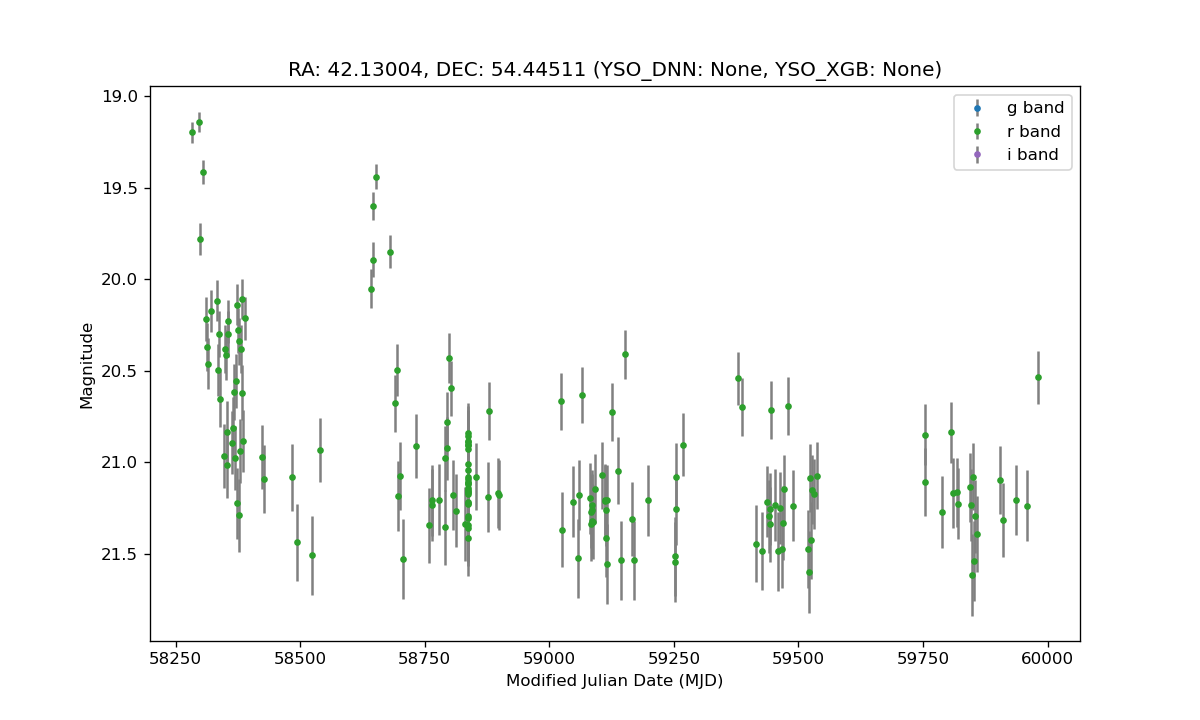 RA: 42.13004, DEC: 54.44511 (YSO_DNN: None, YSO_XGB: None)
g band
r band
i band
19.0
19.5
20.0
20.5
21.0
21.5
Magnitude
58250 58500 58750 59000 59250 59500 59750 60000
Modified Julian Date (MJD)